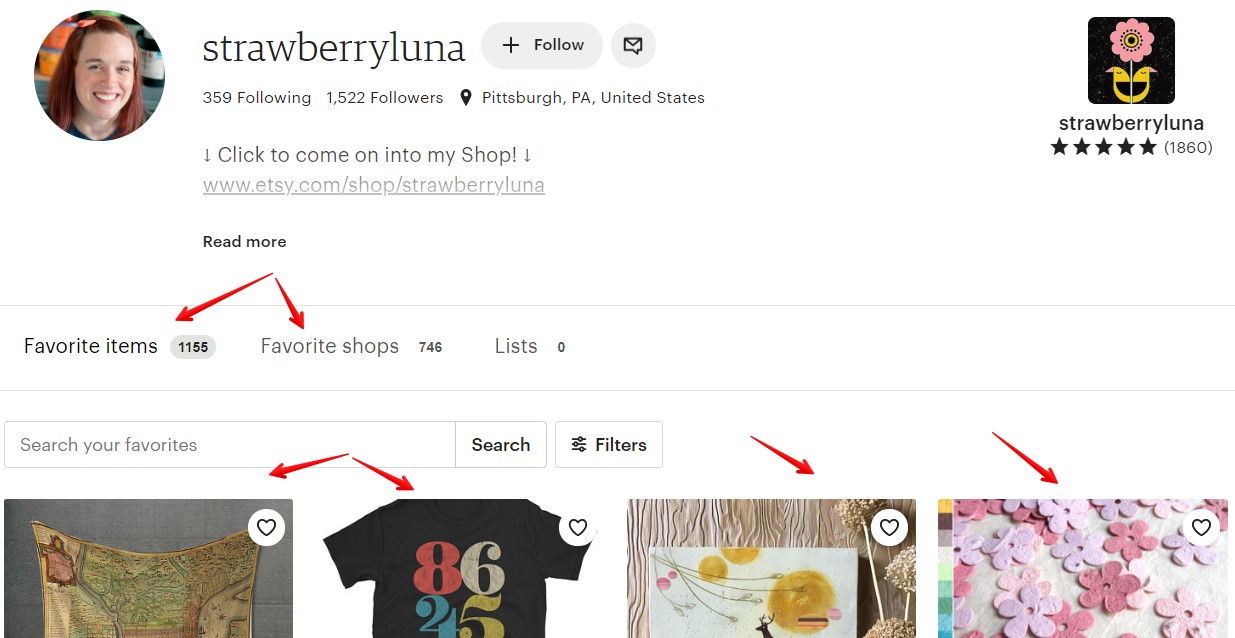 strawberryluna
Follow
359 Following 1,522 Followers Pittsburgh, PA, United States
↓ Click to come on into my Shop! ↓
www.etsy.com/shop/strawberryluna
Read more
strawberryluna
(1860)
Favorite items 1155 Favorite shops 746 Lists 0
Search your favorites Search Filters
86
45